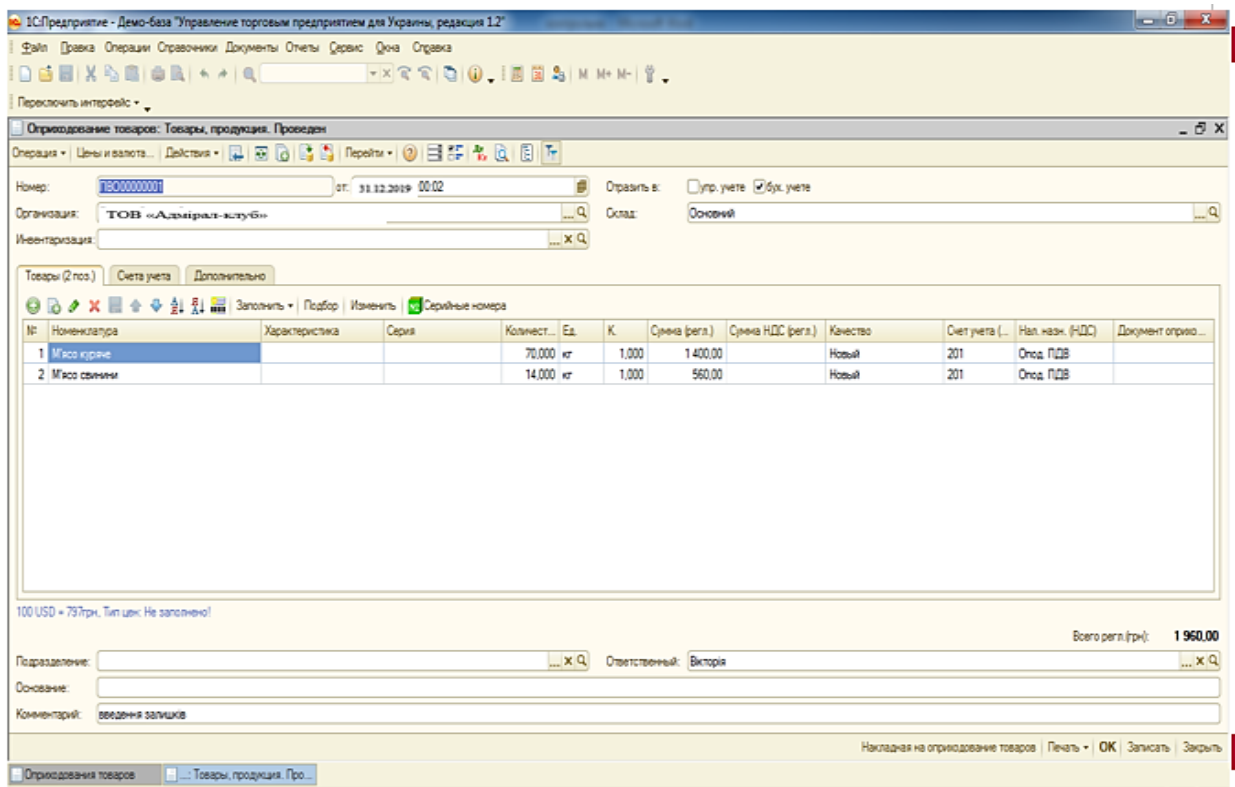 1С:Предприятие - Демо-база "Управление торговым предприятием для Украины, редакция 1.2"
Файл Правка Операции Справочники Документы Отчеты Сервис Окна Справка
М М+ М-
Переключить интерфейс
Оприходование товаров: Товары, продукция. Проведен
Операция Цены и валюта... Действия Перейти
Номер: ПВО00000001 от: 31.12.2019 00:02 Отразить в: упр. учете бух. учете
Организация: ТОВ «Адмірал-клуб» Склад: Основний
Инвентаризация:
Товары (2 поз.) Счета учета Дополнительно
Заполнить Подбор Изменить Серийные номера
№ Номенклатура Характеристика Серия Количест... Ед. К. Сумма (регл.) Сумма НДС (регл.) Качество Счет учета (... Нал. назн. (НДС) Документ оприхо...
1 М'ясо куряче 70,000 кг 1,000 1 400,00 Новый 201 Опод. ПДВ
2 М'ясо свинини 14,000 кг 1,000 560,00 Новый 201 Опод. ПДВ
100 USD = 797грн, Тип цен: Не заполнено!
Всего регл.(грн): 1 960,00
Подразделение: Ответственный: Вікторія
Основание:
Комментарий: введення залишків
Накладная на оприходование товаров Печать ОК Записать Закрыть
Оприходования товаров ...: Товары, продукция. Про...